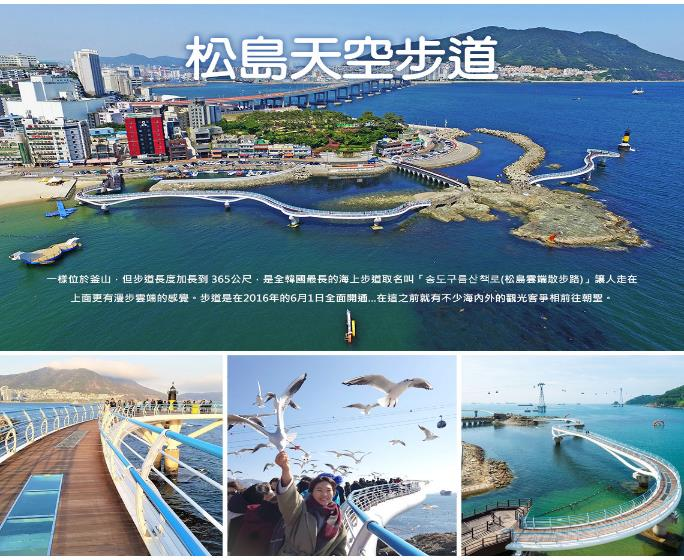 松島天空步道
一樣位於釜山，但步道長度加長到 365公尺，是全韓國最長的海上步道取名叫「송도구름산책로(松島雲端散步路)」讓人走在
上面更有漫步雲端的感覺。步道是在2016年的6月1日全面開通...在這之前就有不少海內外的觀光客爭相前往朝聖。